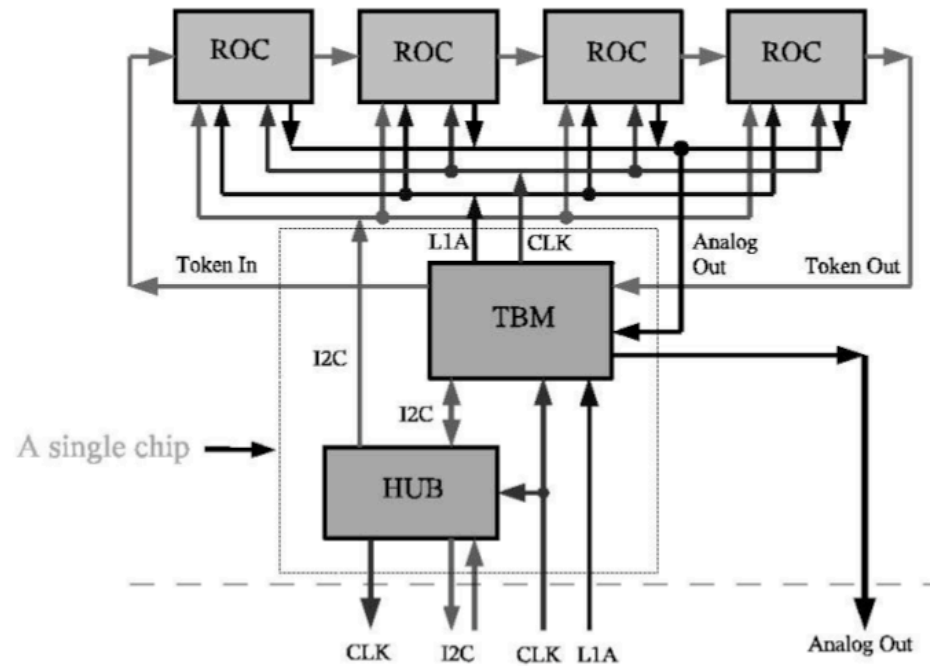 ROC ROC ROC ROC
L1A CLK Analog
Out
Token In Token Out
TBM
I2C
I2C
A single chip
HUB
CLK I2C CLK L1A Analog Out